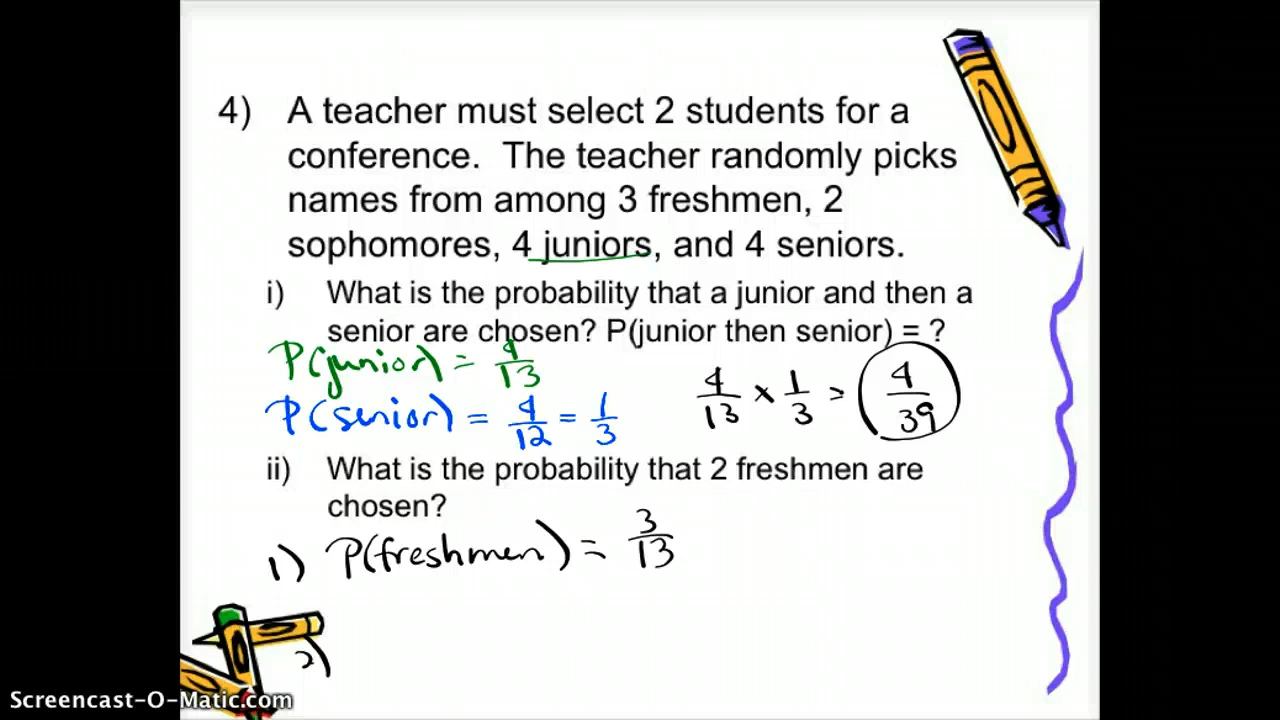 4) A teacher must select 2 students for a
conference. The teacher randomly picks
names from among 3 freshmen, 2
sophomores, 4 juniors, and 4 seniors.
i) What is the probability that a junior and then a
senior are chosen? P(junior then senior) = ?
P(junior) = 4/13
P(senior) = 4/12 = 1/3
4/13 x 1/3 = 4/39
ii) What is the probability that 2 freshmen are
chosen?
1) P(freshmen) = 3/13
2)
Screencast-O-Matic.com